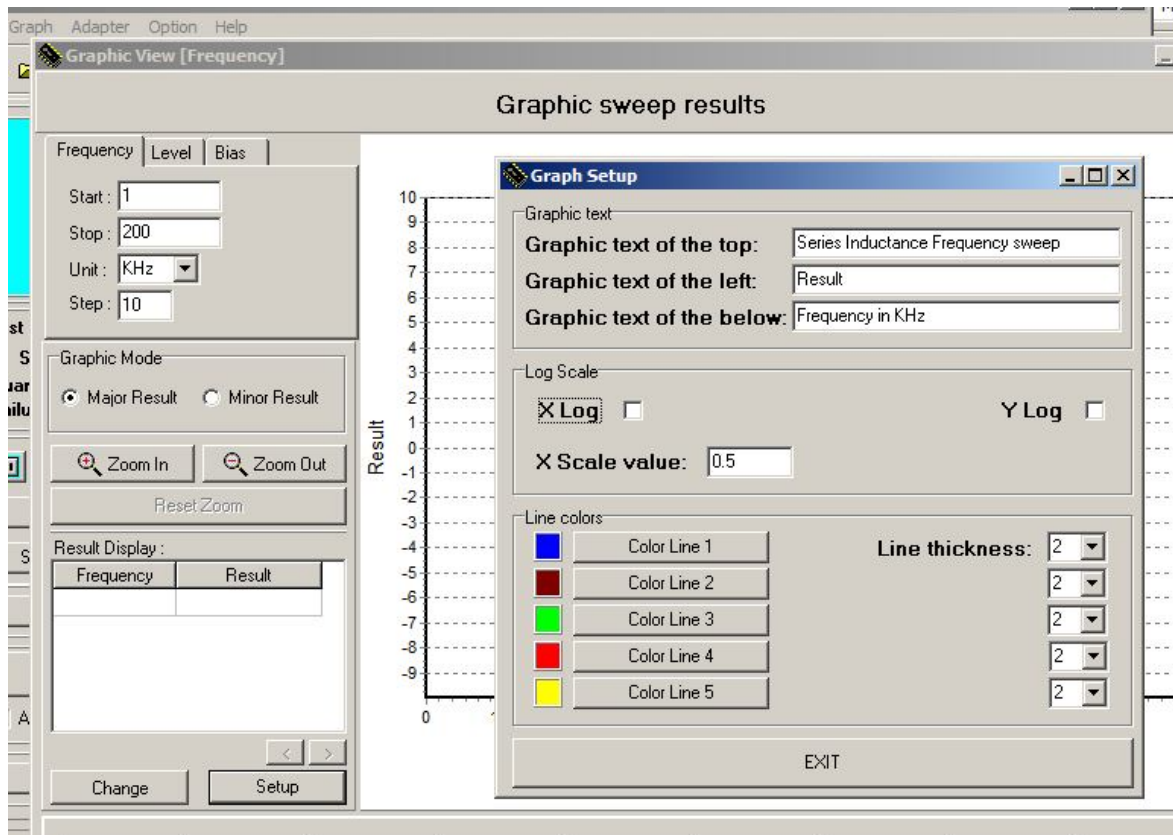 Graph Adapter Option Help
Graphic View [Frequency]
Graphic sweep results
Frequency Level Bias
Start : 1
Stop : 200
Unit : KHz
Step : 10
Graphic Mode
Major Result Minor Result
Zoom In Zoom Out
Reset Zoom
Result Display :
Frequency Result
< >
Change Setup
Result
10
9
8
7
6
5
4
3
2
1
0
-1
-2
-3
-4
-5
-6
-7
-8
-9
0
Graph Setup
Graphic text
Graphic text of the top: Series Inductance Frequency sweep
Graphic text of the left: Result
Graphic text of the below: Frequency in KHz
Log Scale
X Log Y Log
X Scale value: 0.5
Line colors
Color Line 1 Line thickness: 2
Color Line 2 2
Color Line 3 2
Color Line 4 2
Color Line 5 2
EXIT